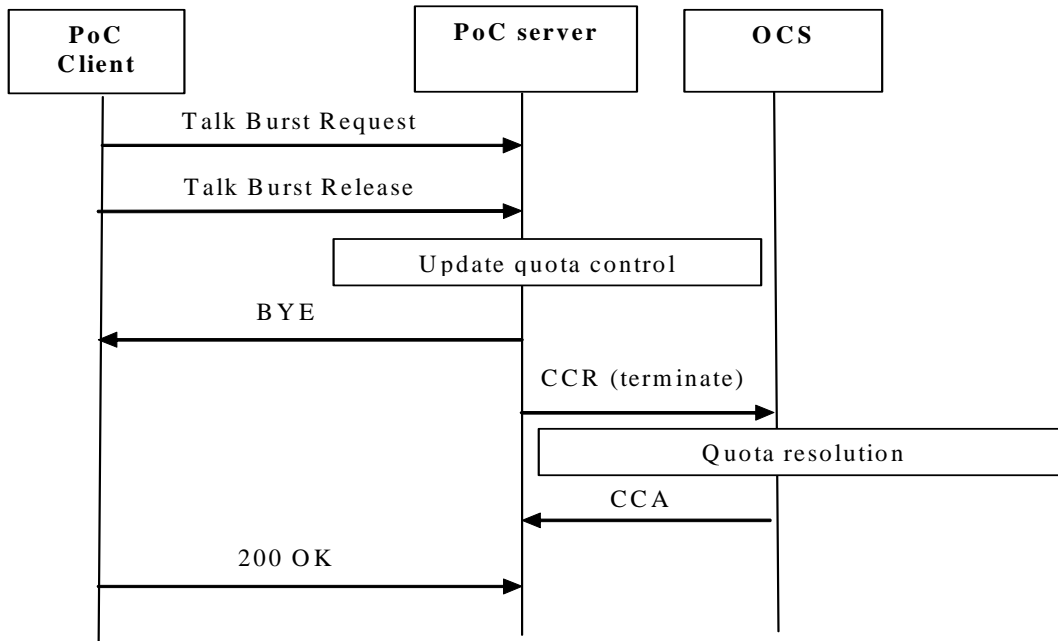 PoC
Client
PoC server
OCS
Talk Burst Request
Talk Burst Release
Update quota control
BYE
CCR (terminate)
Quota resolution
CCA
200 OK